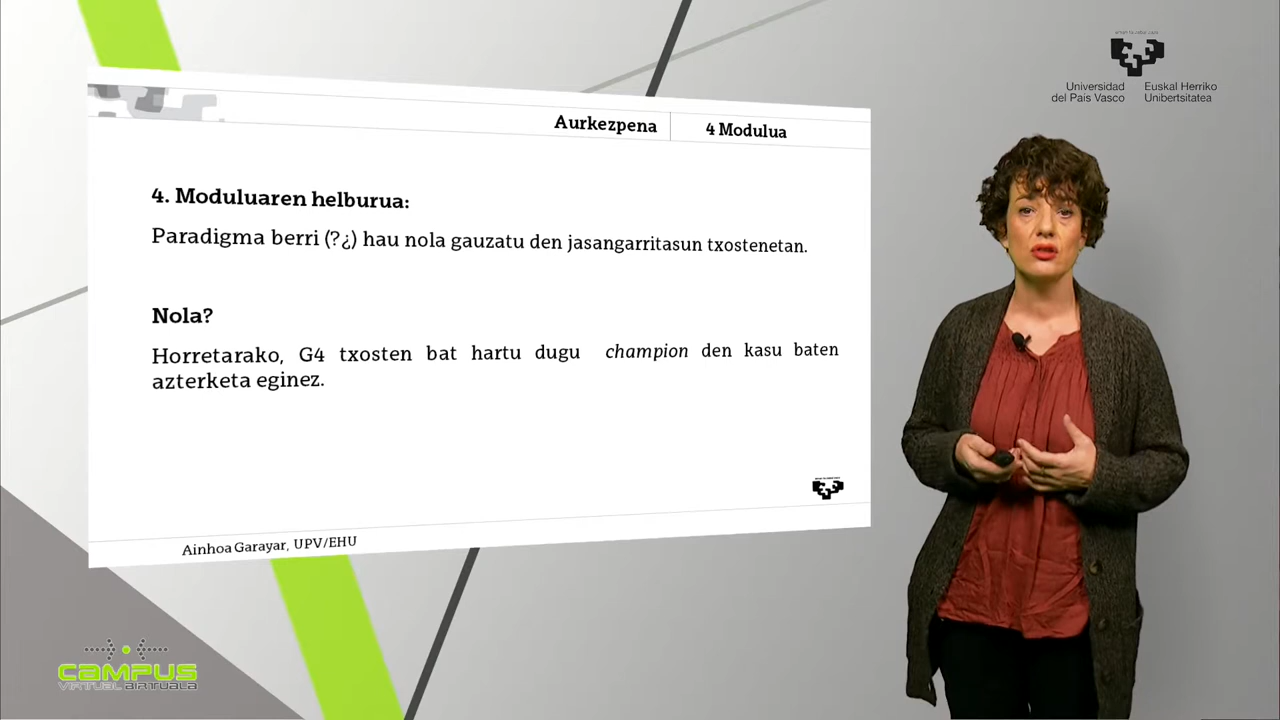 Universidad
del País Vasco
Euskal Herriko
Unibertsitatea
Aurkezpena
4 Modulua
4. Moduluaren helburua:
Paradigma berri (?¿) hau nola gauzatu den jasangarritasun txostenetan.
Nola?
Horretarako, G4 txosten bat hartu dugu champion den kasu baten
azterketa eginez.
Ainhoa Garayar, UPV/EHU
CAMPUS
VIRTUAL BIRTUALA